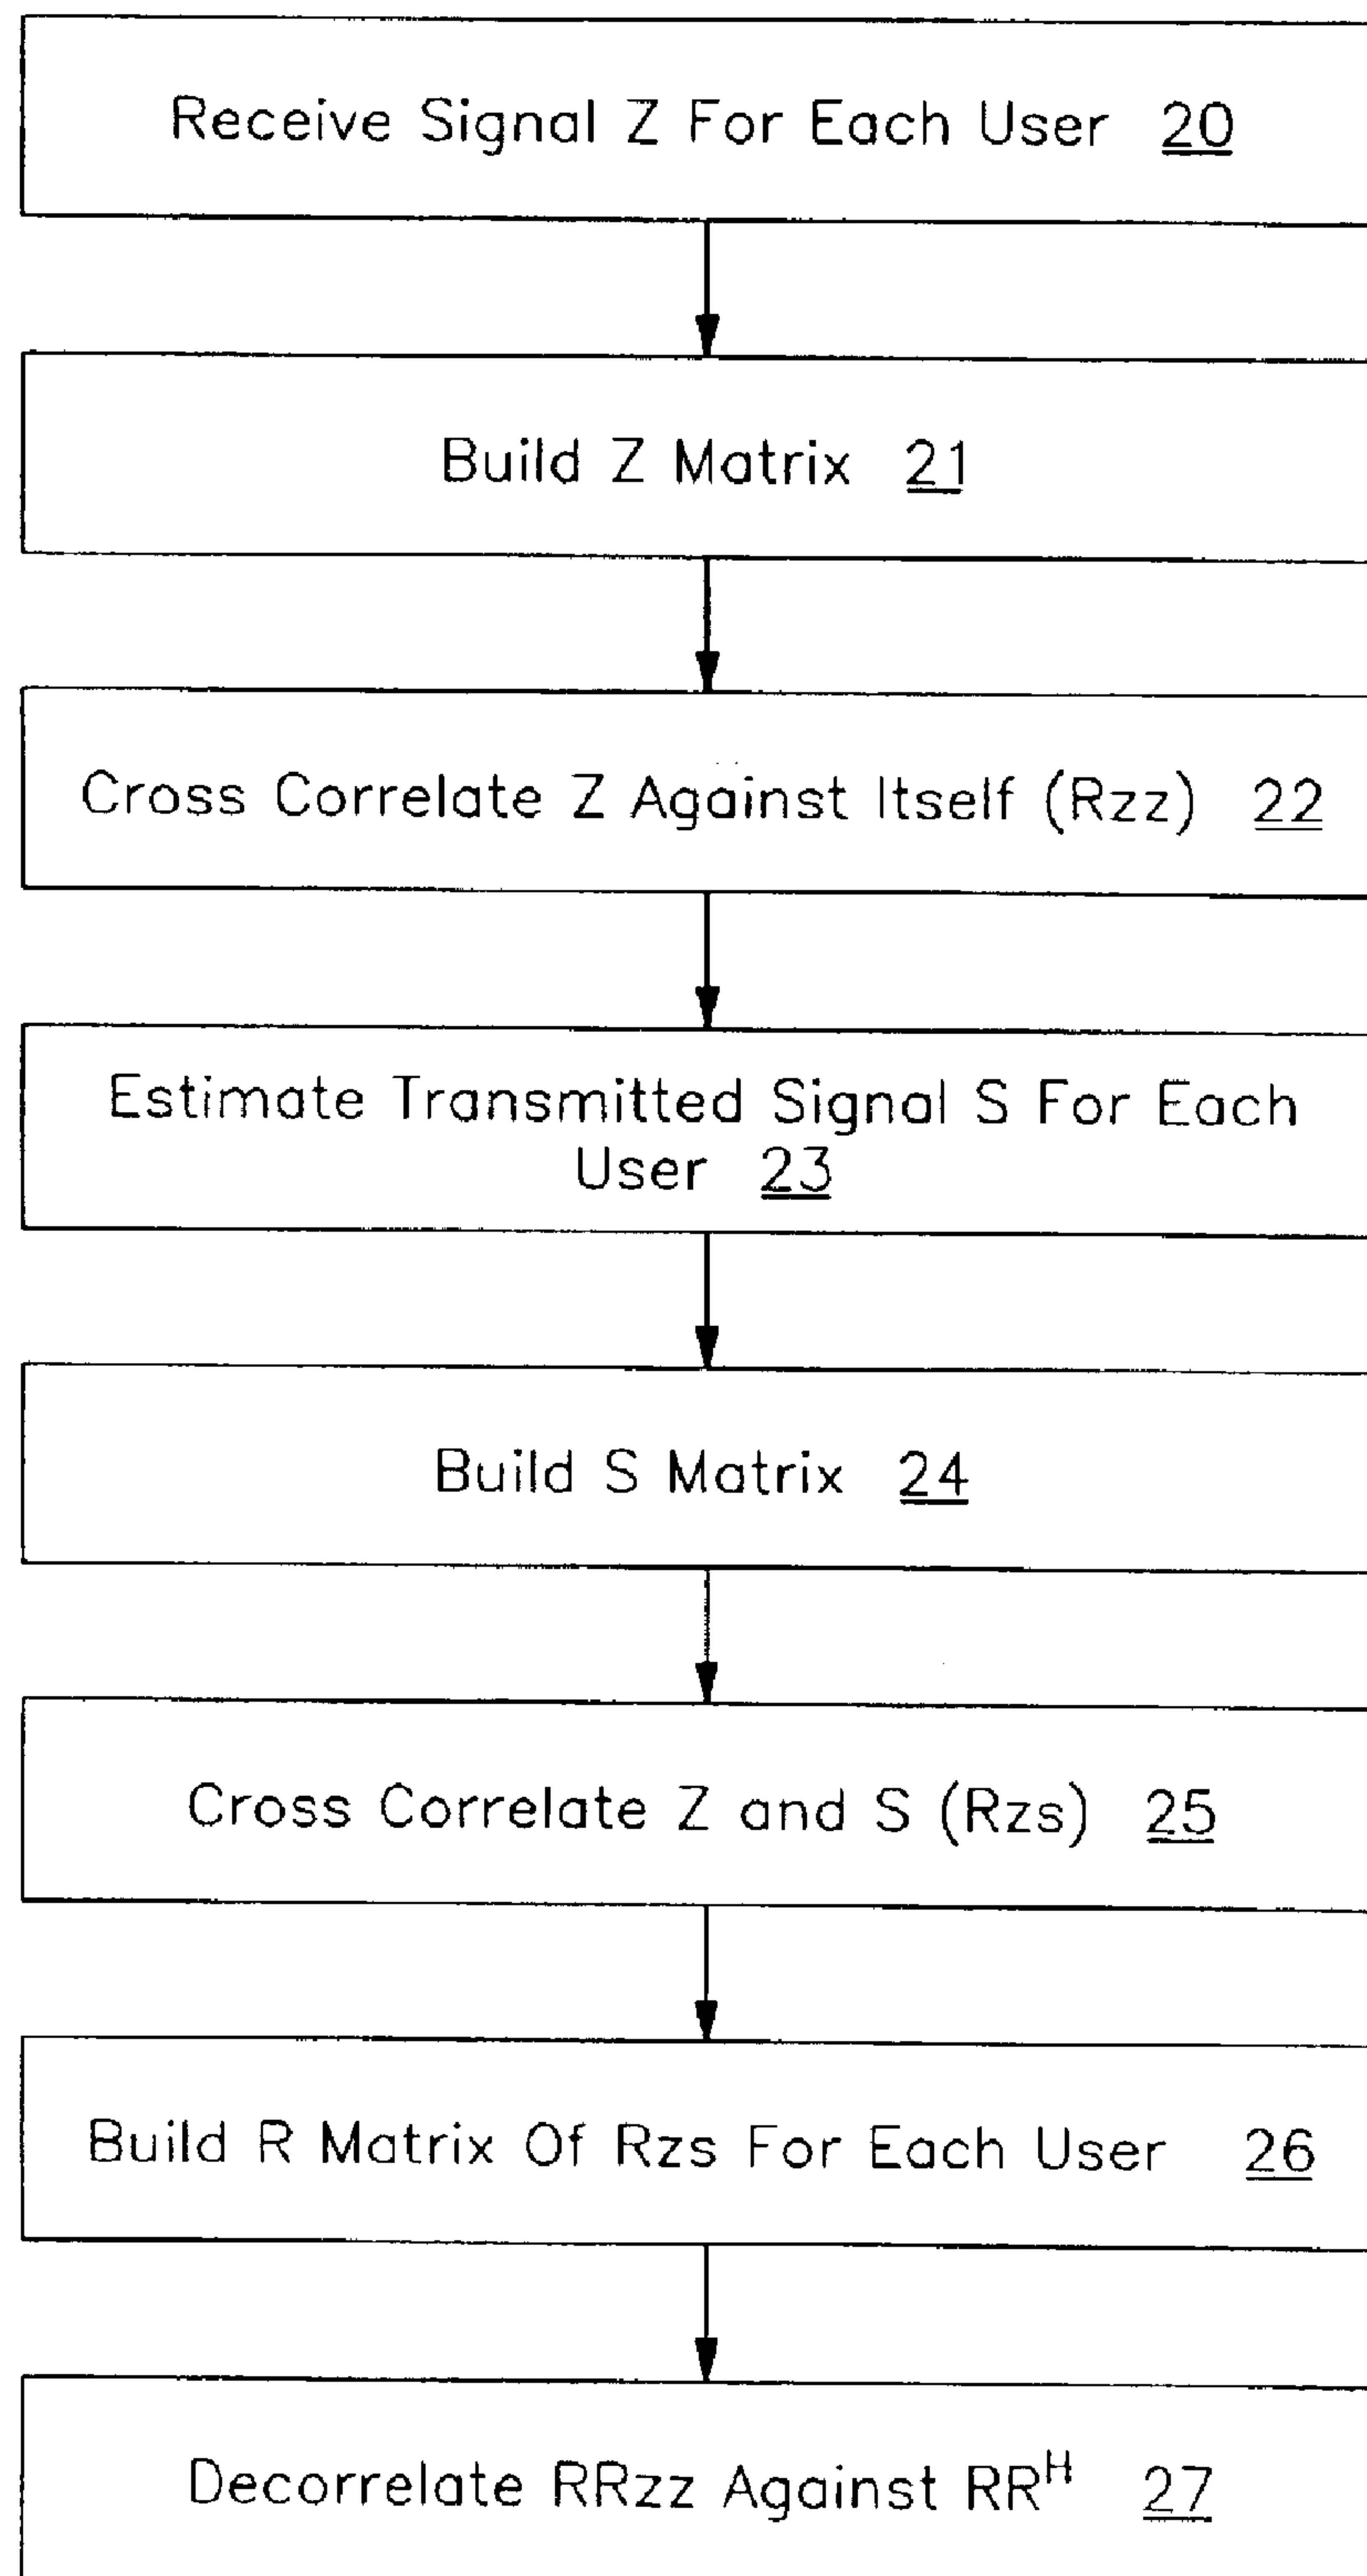 Receive Signal Z For Each User 20
Build Z Matrix 21
Cross Correlate Z Against Itself (Rzz) 22
Estimate Transmitted Signal S For Each
User 23
Build S Matrix 24
Cross Correlate Z and S (Rzs) 25
Build R Matrix Of Rzs For Each User 26
Decorrelate RRzz Against RRᴴ 27